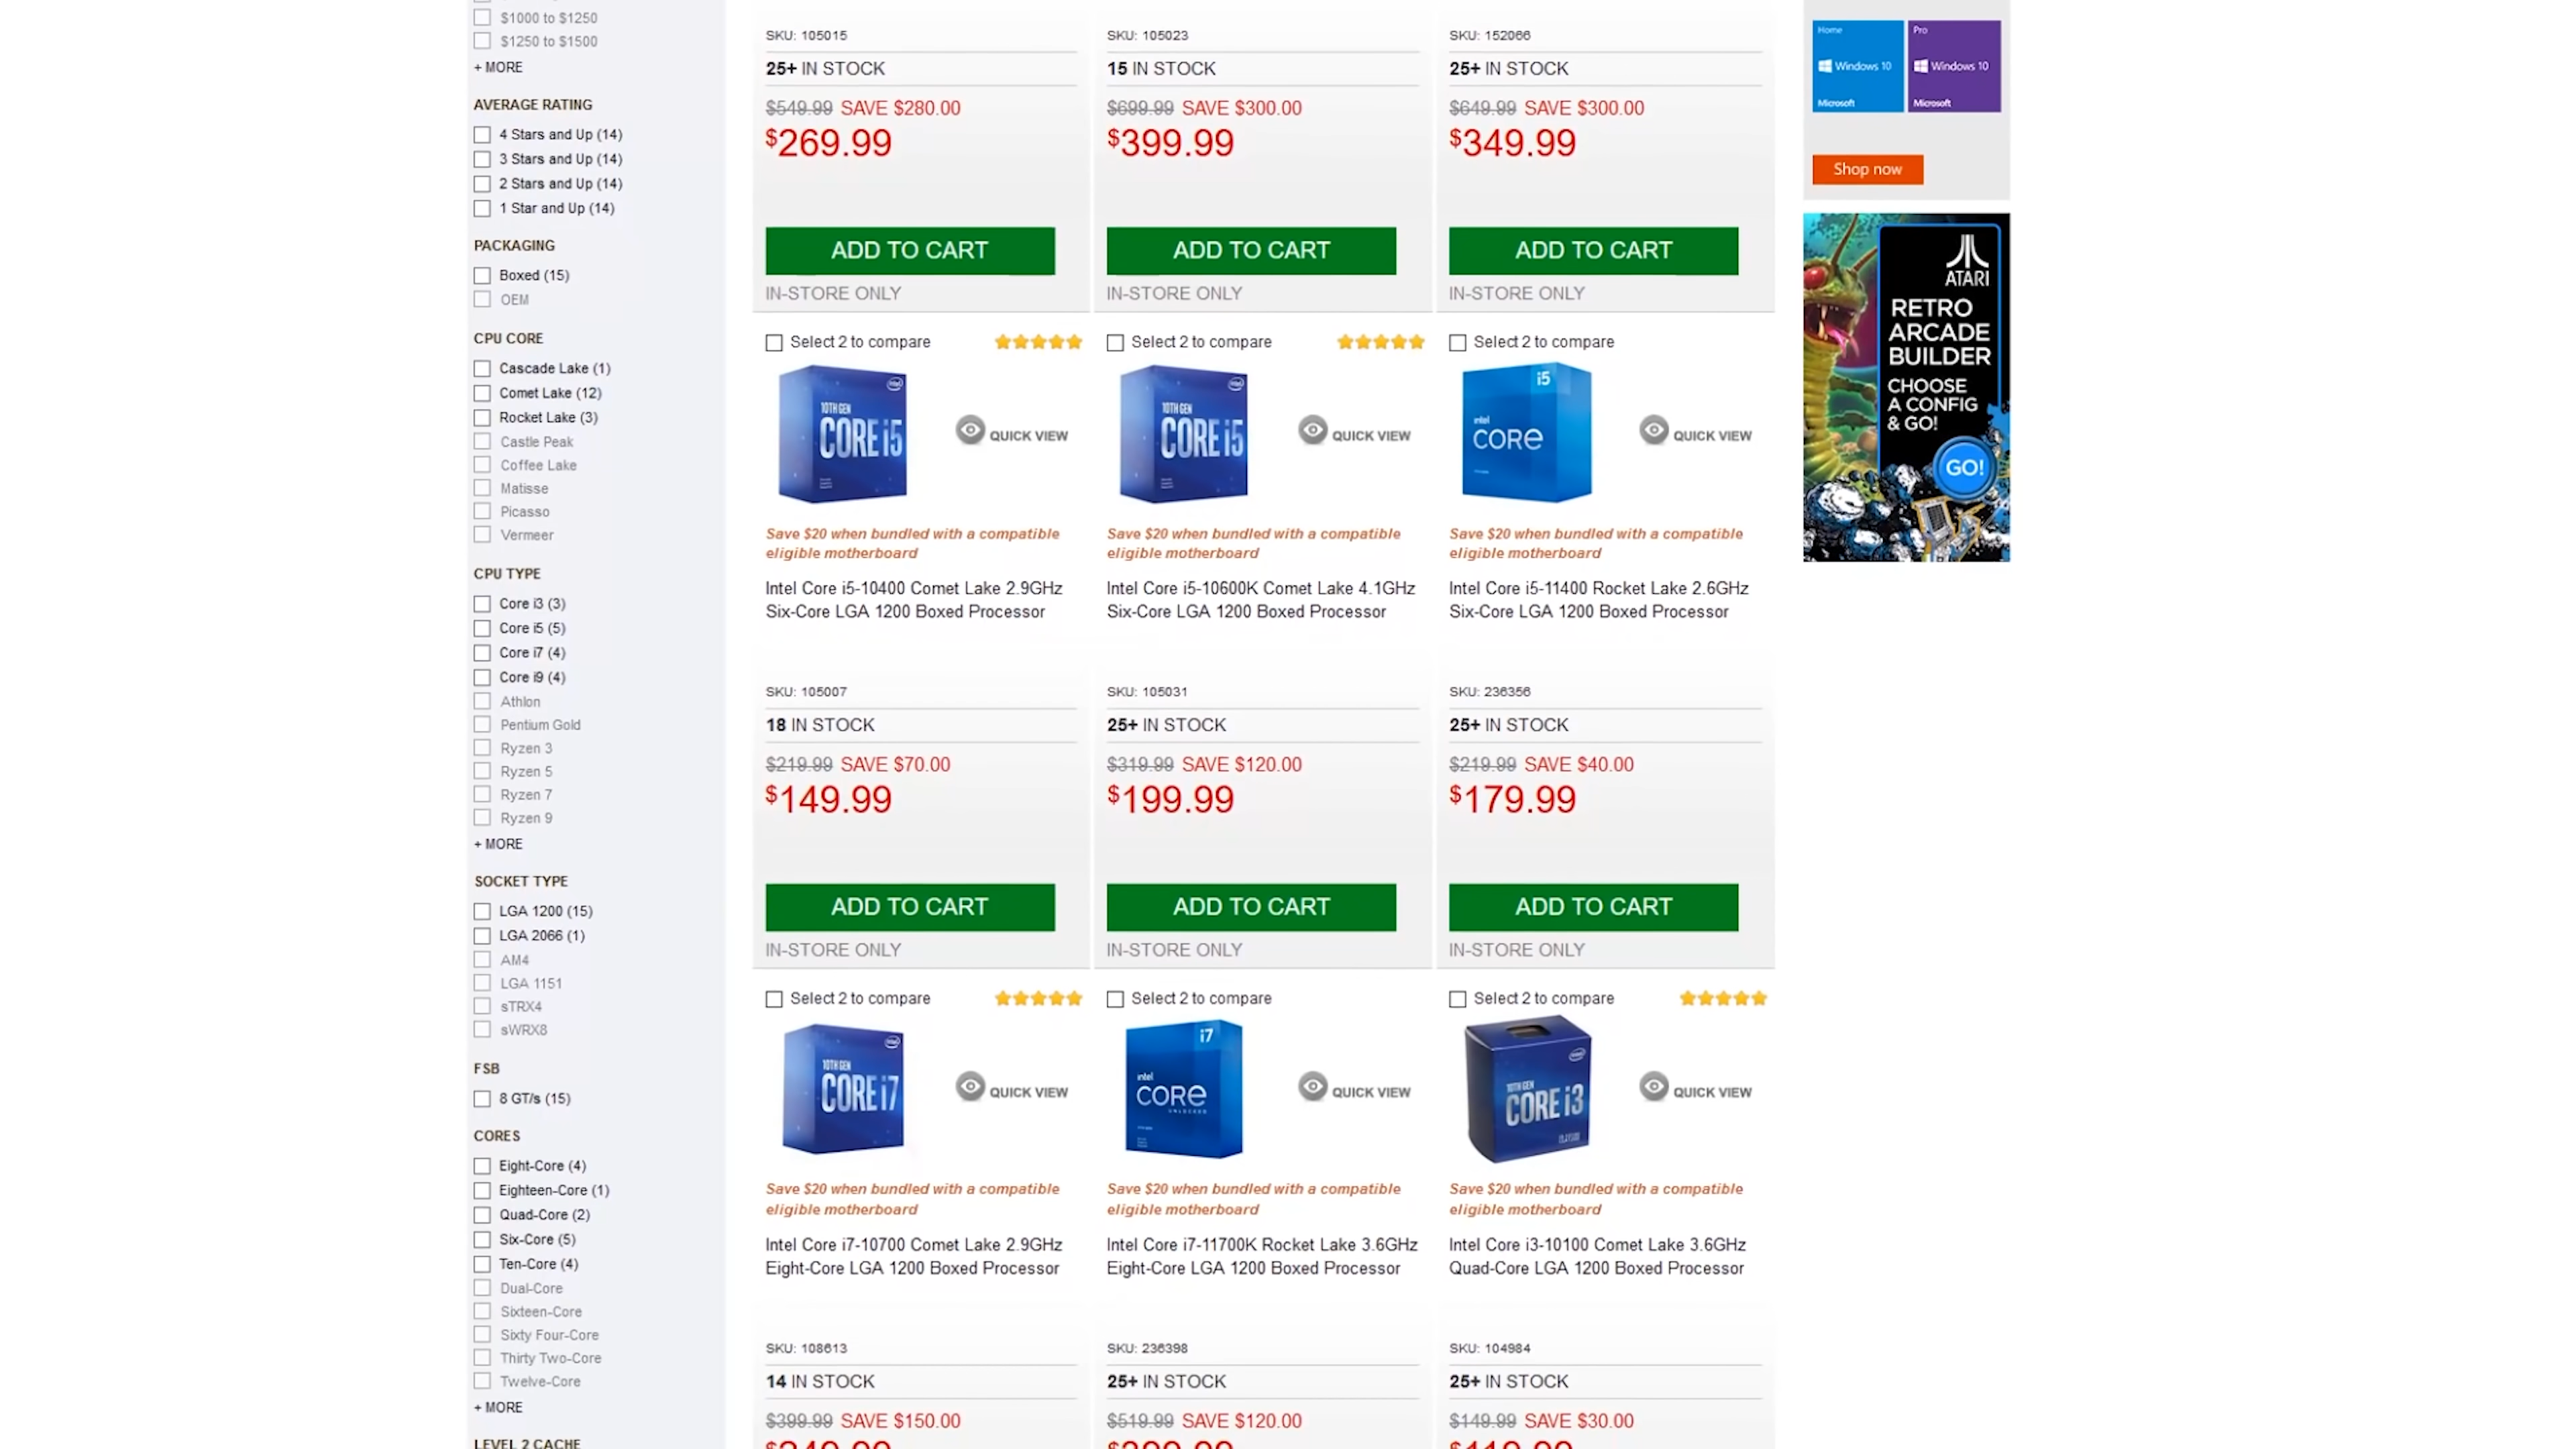 $1000 to $1250
$1250 to $1500
+ MORE
AVERAGE RATING
4 Stars and Up (14)
3 Stars and Up (14)
2 Stars and Up (14)
1 Star and Up (14)
PACKAGING
Boxed (15)
OEM
CPU CORE
Cascade Lake (1)
Comet Lake (12)
Rocket Lake (3)
Castle Peak
Coffee Lake
Matisse
Picasso
Vermeer
CPU TYPE
Core i3 (3)
Core i5 (5)
Core i7 (4)
Core i9 (4)
Athlon
Pentium Gold
Ryzen 3
Ryzen 5
Ryzen 7
Ryzen 9
+ MORE
SOCKET TYPE
LGA 1200 (15)
LGA 2066 (1)
AM4
LGA 1151
sTRX4
sWRX8
FSB
8 GT/s (15)
CORES
Eight-Core (4)
Eighteen-Core (1)
Quad-Core (2)
Six-Core (5)
Ten-Core (4)
Dual-Core
Sixteen-Core
Sixty Four-Core
Thirty Two-Core
Twelve-Core
+ MORE
LEVEL 2 CACHE
SKU: 105015
25+ IN STOCK
$549.99 SAVE $280.00
$269.99
ADD TO CART
IN-STORE ONLY
SKU: 105023
15 IN STOCK
$699.99 SAVE $300.00
$399.99
ADD TO CART
IN-STORE ONLY
SKU: 152066
25+ IN STOCK
$649.99 SAVE $300.00
$349.99
ADD TO CART
IN-STORE ONLY
Select 2 to compare
intel
10TH GEN
CORE i5
QUICK VIEW
Save $20 when bundled with a compatible
eligible motherboard
Intel Core i5-10400 Comet Lake 2.9GHz
Six-Core LGA 1200 Boxed Processor
SKU: 105007
18 IN STOCK
$219.99 SAVE $70.00
$149.99
ADD TO CART
IN-STORE ONLY
Select 2 to compare
intel
10TH GEN
CORE i5
QUICK VIEW
Save $20 when bundled with a compatible
eligible motherboard
Intel Core i5-10600K Comet Lake 4.1GHz
Six-Core LGA 1200 Boxed Processor
SKU: 105031
25+ IN STOCK
$319.99 SAVE $120.00
$199.99
ADD TO CART
IN-STORE ONLY
Select 2 to compare
i5
intel
CORE
QUICK VIEW
Save $20 when bundled with a compatible
eligible motherboard
Intel Core i5-11400 Rocket Lake 2.6GHz
Six-Core LGA 1200 Boxed Processor
SKU: 236356
25+ IN STOCK
$219.99 SAVE $40.00
$179.99
ADD TO CART
IN-STORE ONLY
Select 2 to compare
intel
10TH GEN
CORE i7
QUICK VIEW
Save $20 when bundled with a compatible
eligible motherboard
Intel Core i7-10700 Comet Lake 2.9GHz
Eight-Core LGA 1200 Boxed Processor
SKU: 108613
14 IN STOCK
$399.99 SAVE $150.00
Select 2 to compare
i7
intel
CORE
UNLOCKED
QUICK VIEW
Save $20 when bundled with a compatible
eligible motherboard
Intel Core i7-11700K Rocket Lake 3.6GHz
Eight-Core LGA 1200 Boxed Processor
SKU: 236398
25+ IN STOCK
$519.99 SAVE $120.00
Select 2 to compare
intel
10TH GEN
CORE i3
QUICK VIEW
Save $20 when bundled with a compatible
eligible motherboard
Intel Core i3-10100 Comet Lake 3.6GHz
Quad-Core LGA 1200 Boxed Processor
SKU: 104984
25+ IN STOCK
$149.99 SAVE $30.00
Home
Windows 10
Microsoft
Pro
Windows 10
Microsoft
Shop now
ATARI
RETRO
ARCADE
BUILDER
CHOOSE
A CONFIG
& GO!
GO!